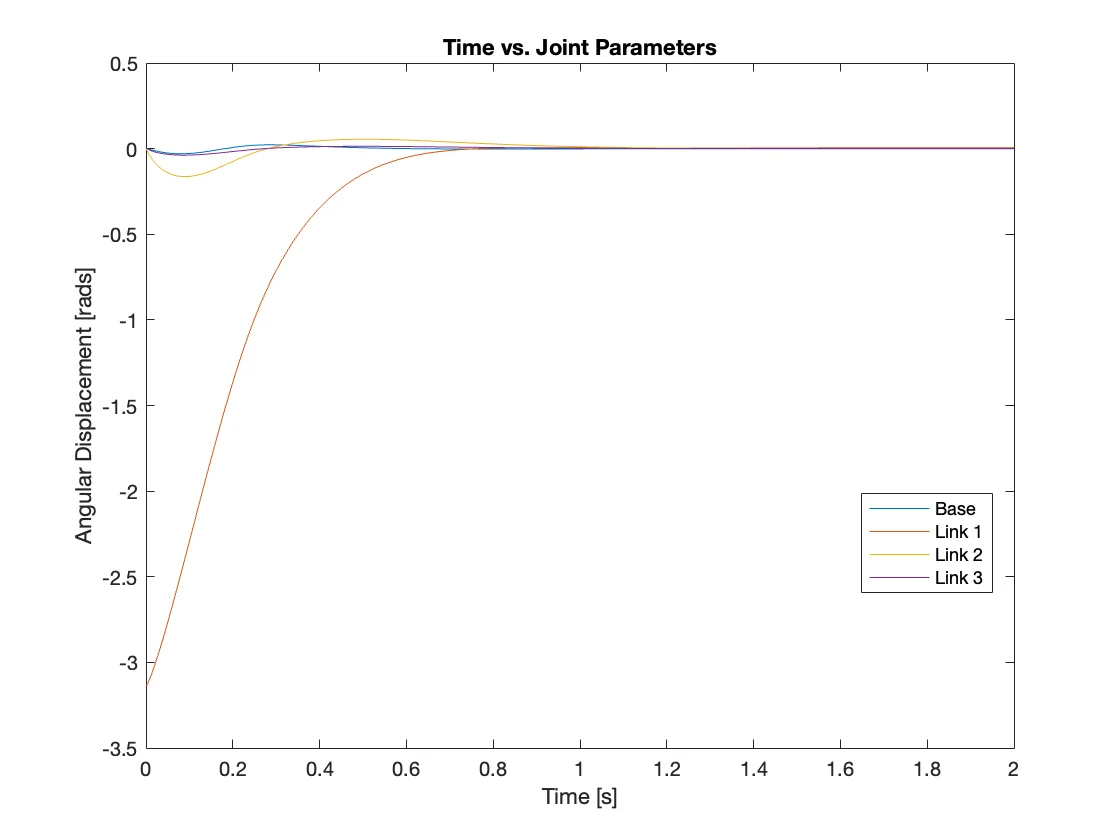 Time vs. Joint Parameters
0.5
0
-0.5
-1
-1.5
-2
-2.5
-3
-3.5
Angular Displacement [rads]
Base
Link 1
Link 2
Link 3
0 0.2 0.4 0.6 0.8 1 1.2 1.4 1.6 1.8 2
Time [s]